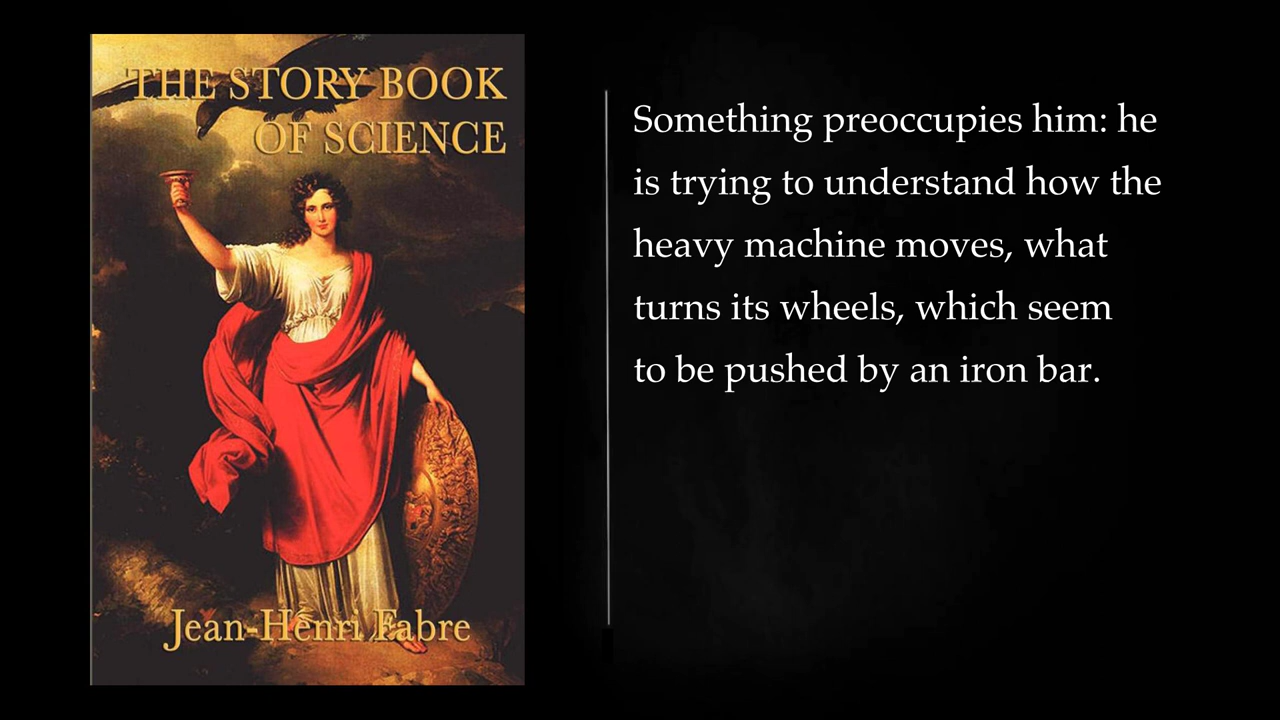 THE STORY BOOK
OF SCIENCE
Jean-Henri Fabre
Something preoccupies him: he
is trying to understand how the
heavy machine moves, what
turns its wheels, which seem
to be pushed by an iron bar.